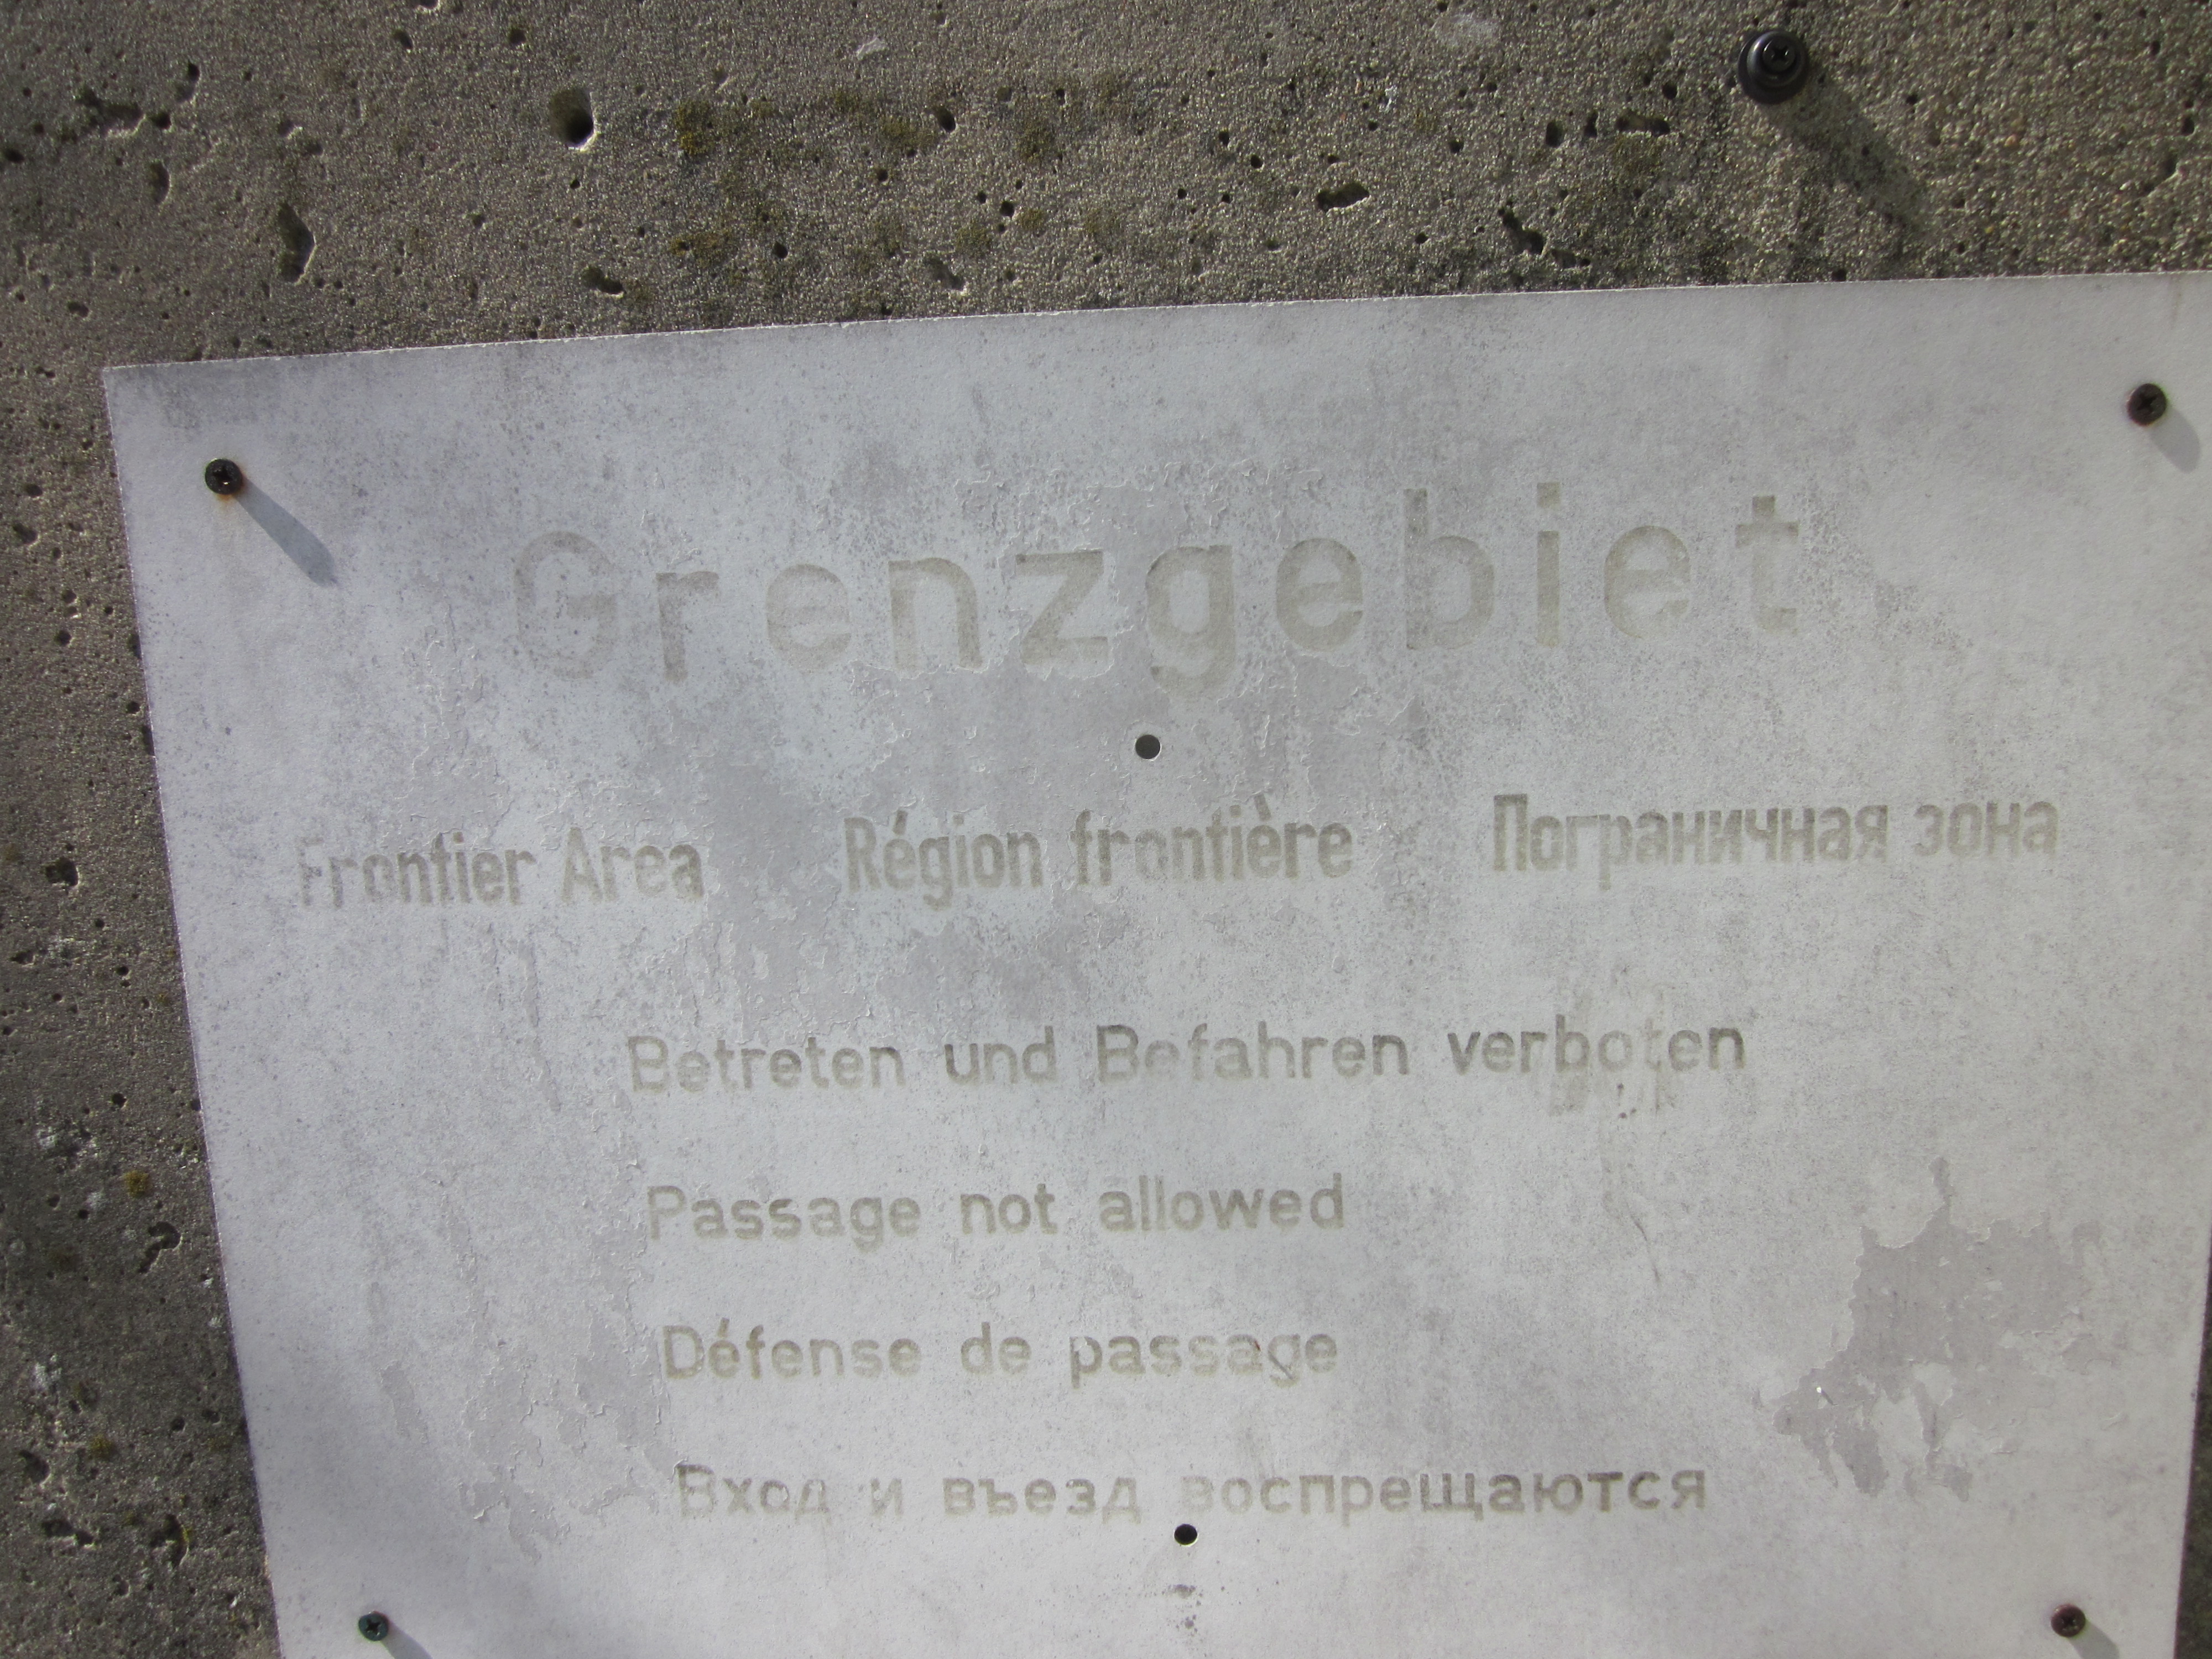 Grenzgebiet
Frontier Area Région frontière Пограничная зона
Betreten und Befahren verboten
Passage not allowed
Défense de passage
Вход и въезд воспрещаются